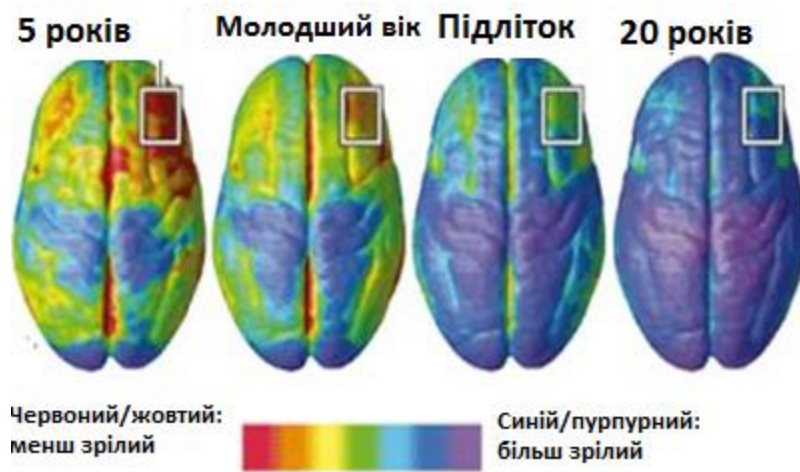 5 років
Молодший вік
Підліток
20 років
Червоний/жовтий:
менш зрілий
Синій/пурпурний:
більш зрілий